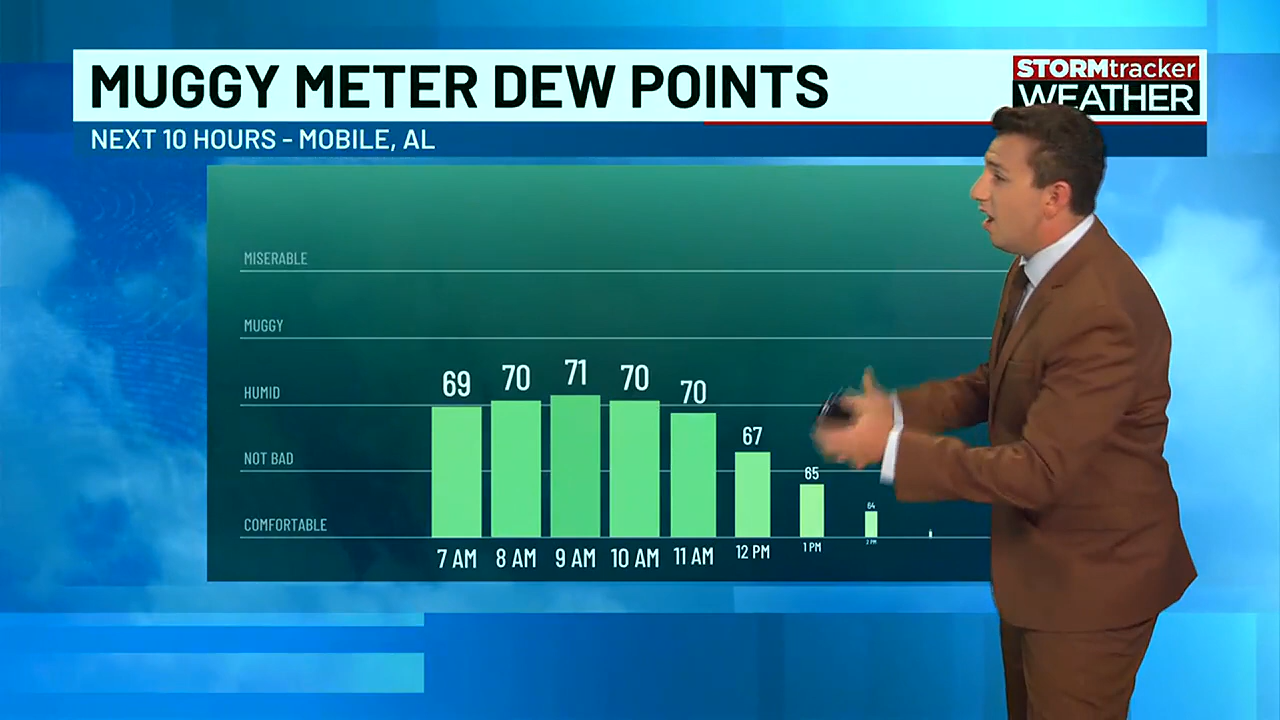 MUGGY METER DEW POINTS
STORMtracker
WEATHER
NEXT 10 HOURS - MOBILE, AL
MISERABLE
MUGGY
HUMID
NOT BAD
COMFORTABLE
69 70 71 70 70 67 65 64
7 AM 8 AM 9 AM 10 AM 11 AM 12 PM 1 PM 2 PM